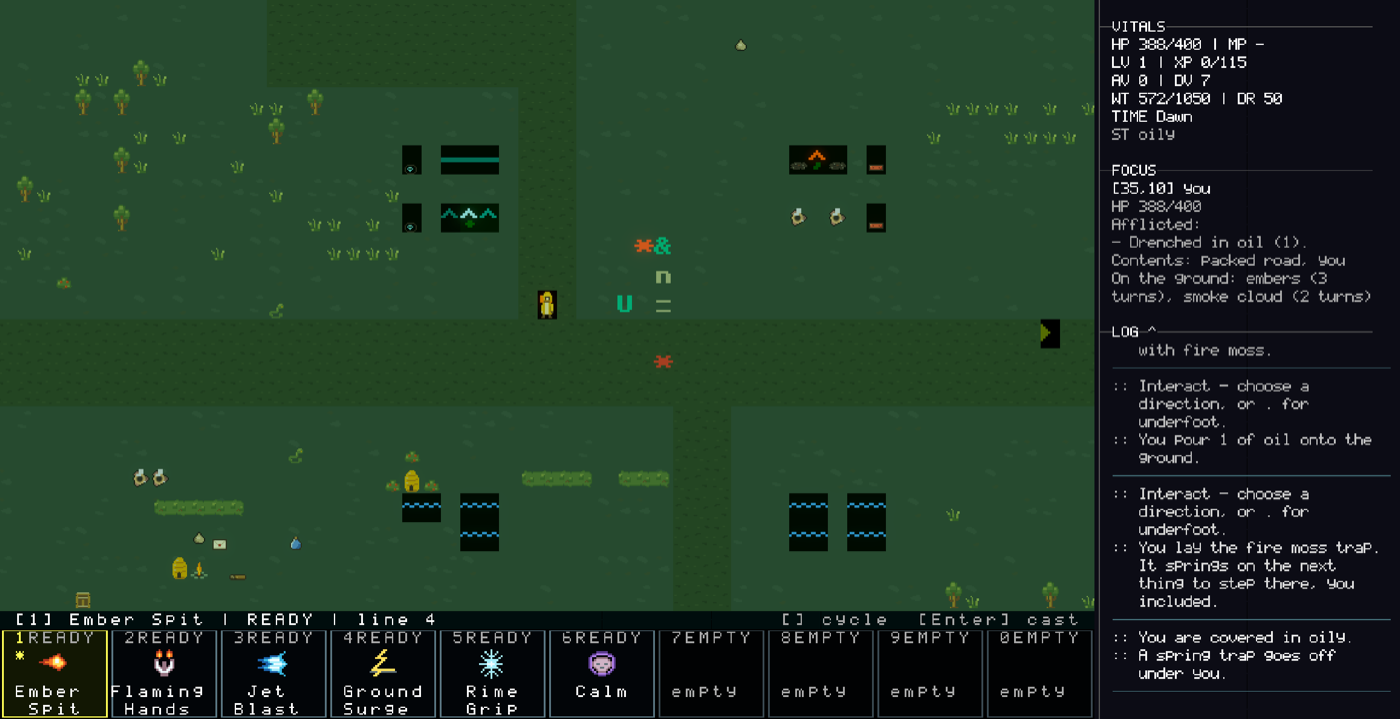 VITALS
HP 388/400 | MP -
LV 1 | XP 0/115
AV 0 | DV 7
WT 572/1050 | DR 50
TIME Dawn
ST oily
FOCUS
[35,10] you
HP 388/400
Afflicted:
- Drenched in oil (1).
Contents: Packed road, you
On the ground: embers (3
turns), smoke cloud (2 turns)
LOG ^
with fire moss.
:: Interact - choose a
direction, or . for
underfoot.
:: You pour 1 of oil onto the
ground.
:: Interact - choose a
direction, or . for
underfoot.
:: You lay the fire moss trap.
It springs on the next
thing to step there, you
included.
:: You are covered in oily.
:: A spring trap goes off
under you.
&
n
U =
[1] Ember Spit | READY | line 4
[] cycle [Enter] cast
1READY 2READY 3READY 4READY 5READY 6READY 7EMPTY 8EMPTY 9EMPTY 0EMPTY
*
Ember Flaming Jet Ground Rime Calm empty empty empty empty
Spit Hands Blast Surge Grip